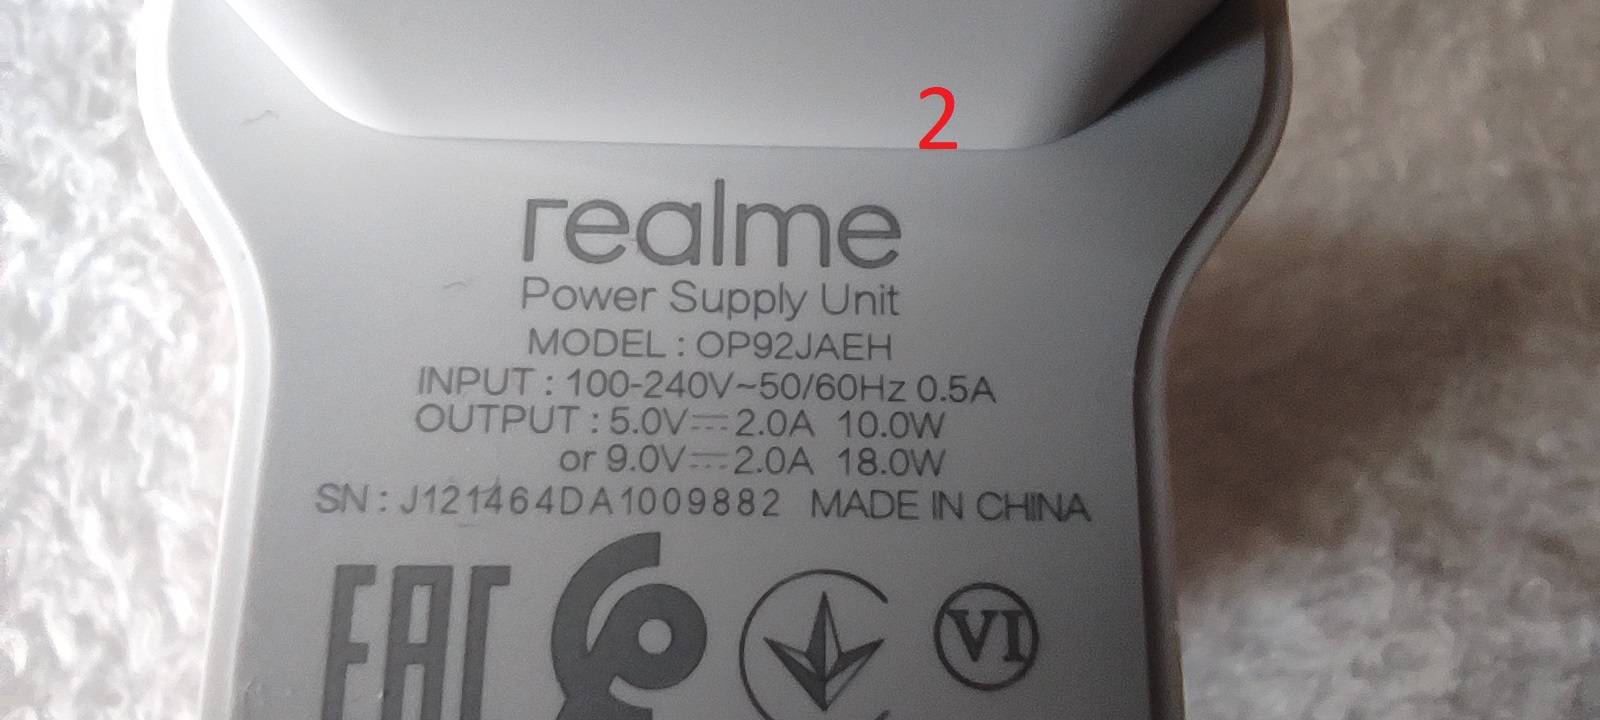 2
realme
Power Supply Unit
MODEL : OP92JAEH
INPUT : 100-240V~50/60Hz 0.5A
OUTPUT : 5.0V⎓2.0A 10.0W
or 9.0V⎓2.0A 18.0W
SN : J121464DA1009882 MADE IN CHINA
EAC VI